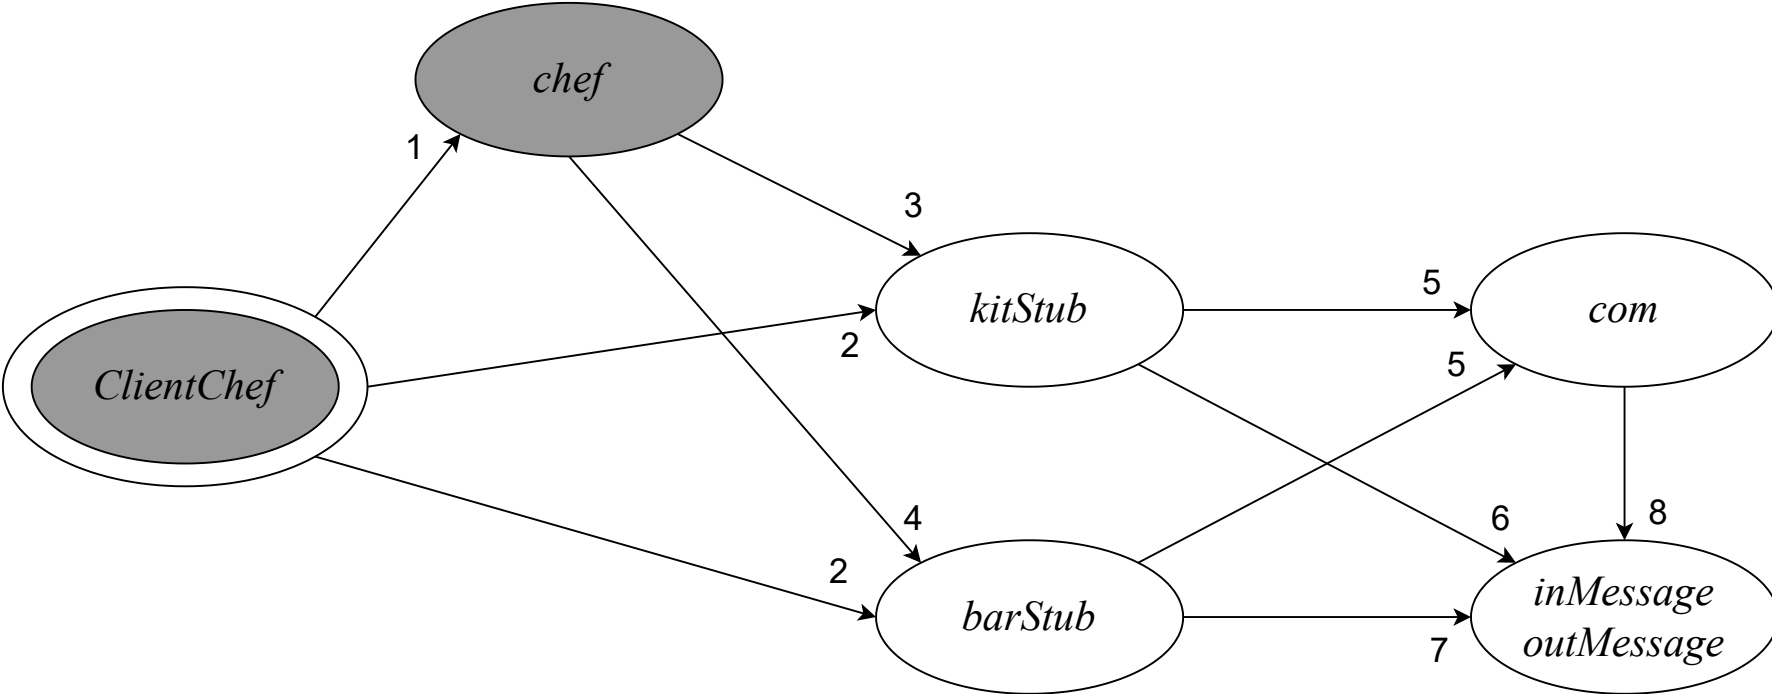 chef
1
3
kitStub
5
com
2
5
ClientChef
4
6
8
2
barStub
7
inMessage
outMessage